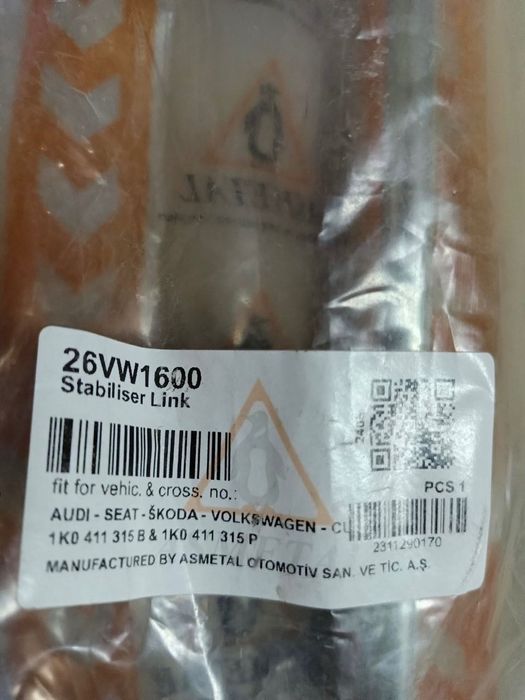 26VW1600
Stabiliser Link
fit for vehic. & cross. no.:
PCS 1
AUDI - SEAT - ŠKODA - VOLKSWAGEN - CU
1K0 411 315 B & 1K0 411 315 P
2311290170
MANUFACTURED BY ASMETAL OTOMOTİV SAN. VE TİC. A.Ş.